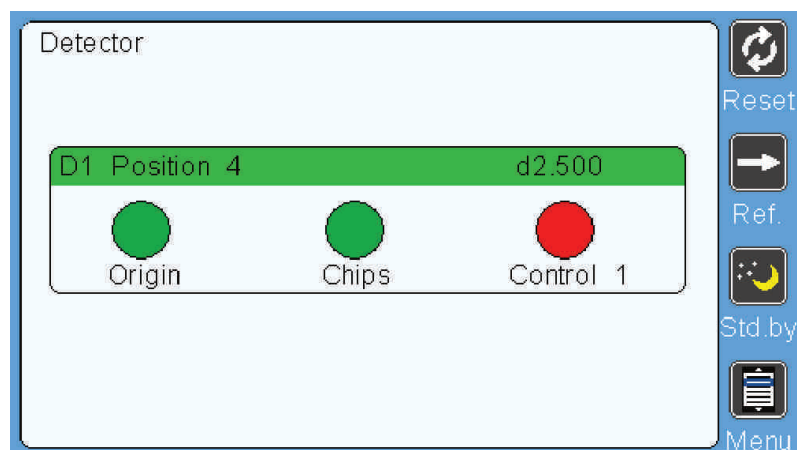 Detector
Reset
D1 Position 4 d2.500
Ref.
Origin Chips Control 1
Std.by
Menu